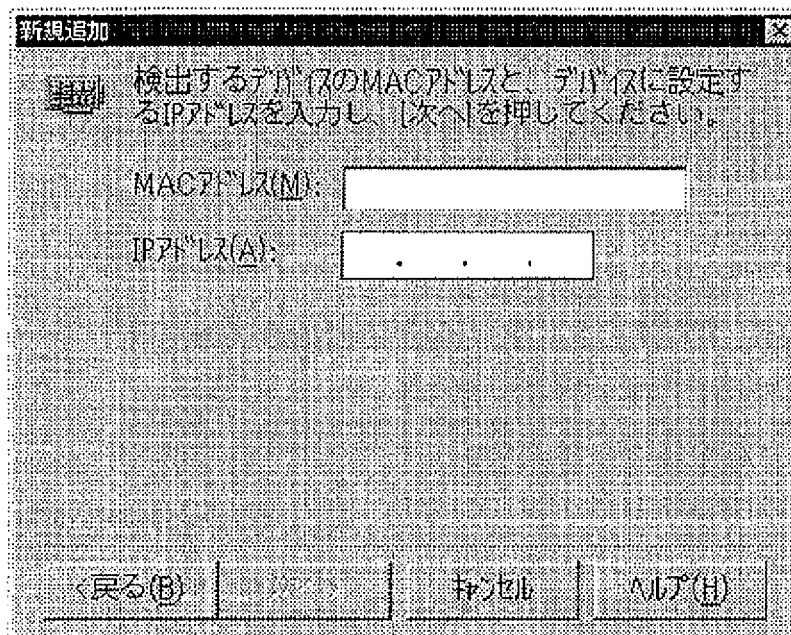 新規追加
検出するデバイスのMACアドレスと、デバイスに設定す
るIPアドレスを入力し、[次へ]を押してください。
MACアドレス(M):
IPアドレス(A):
. . .
<戻る(B) キャンセル ヘルプ(H)